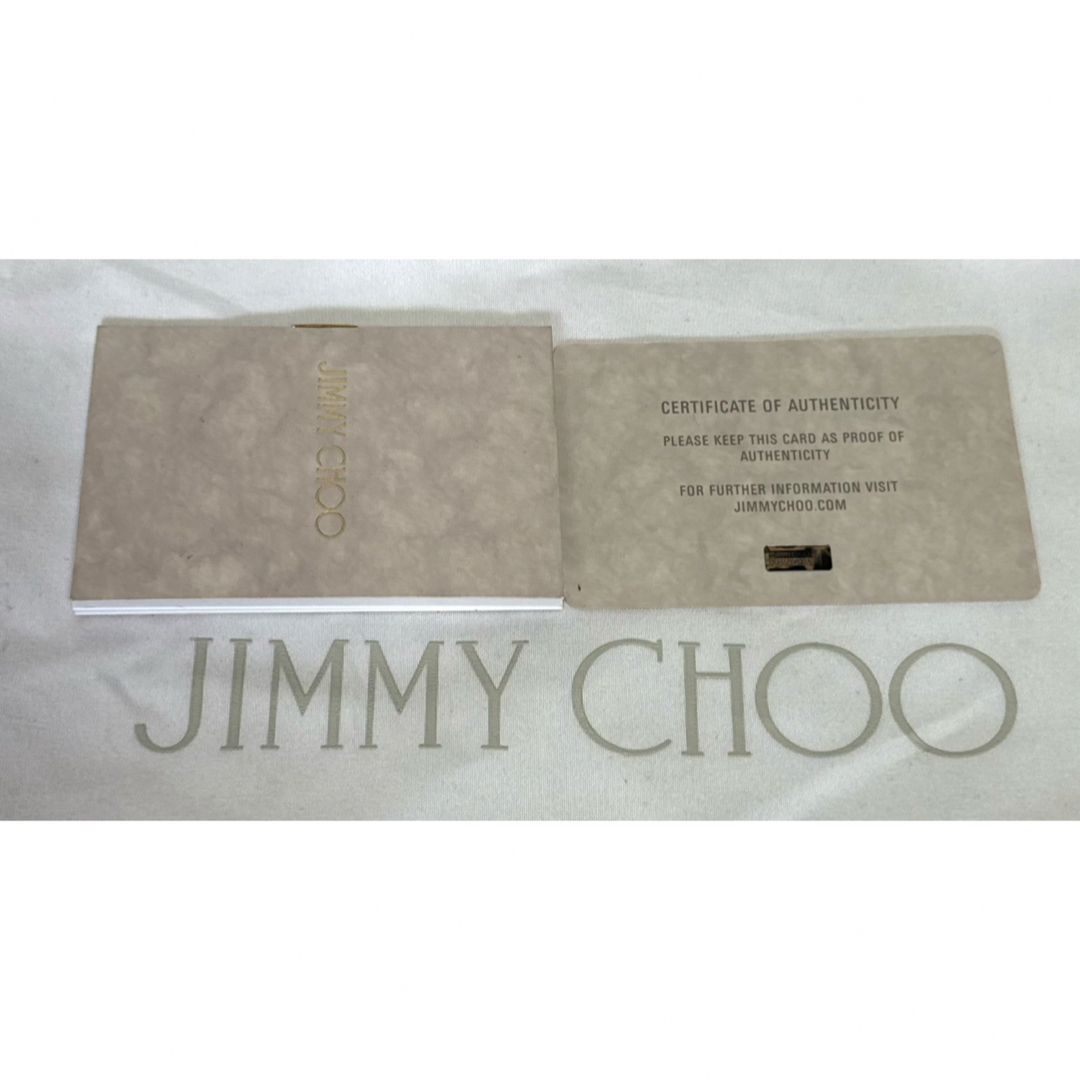 JIMMY CHOO
CERTIFICATE OF AUTHENTICITY
PLEASE KEEP THIS CARD AS PROOF OF
AUTHENTICITY
FOR FURTHER INFORMATION VISIT
JIMMYCHOO.COM
JIMMY CHOO